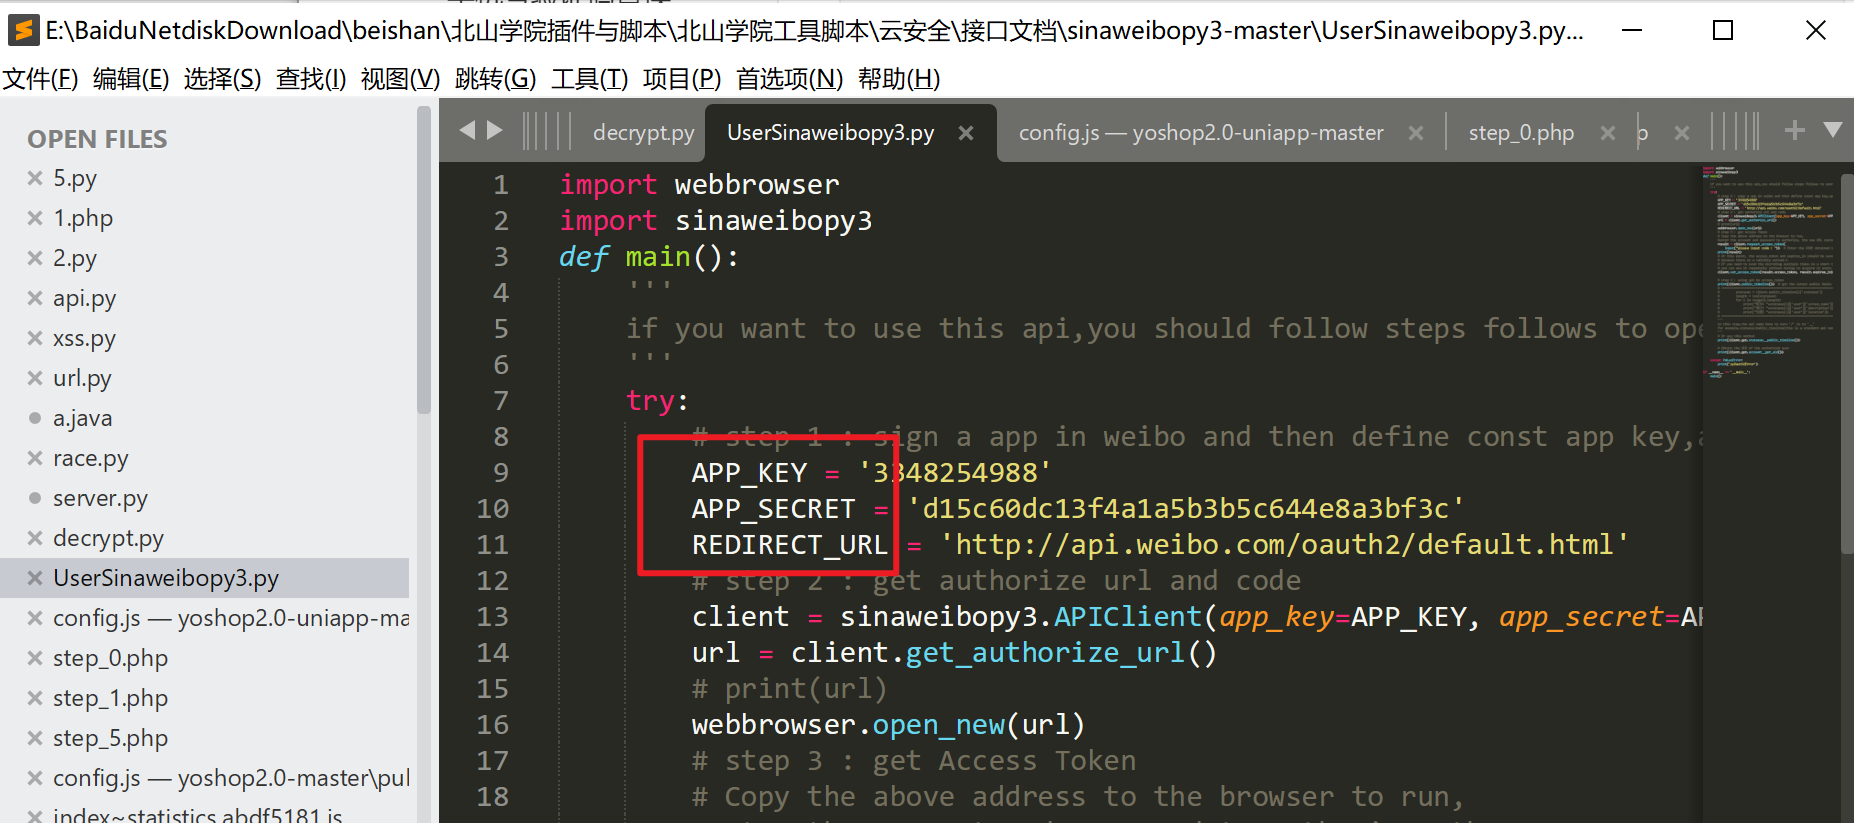 E:\BaiduNetdiskDownload\beishan\北山学院插件与脚本\北山学院工具脚本\云安全\接口文档\sinaweibopy3-master\UserSinaweibopy3.py...
文件(F) 编辑(E) 选择(S) 查找(I) 视图(V) 跳转(G) 工具(T) 项目(P) 首选项(N) 帮助(H)
OPEN FILES
5.py
1.php
2.py
api.py
xss.py
url.py
a.java
race.py
server.py
decrypt.py
UserSinaweibopy3.py
config.js — yoshop2.0-uniapp-ma
step_0.php
step_1.php
step_5.php
config.js — yoshop2.0-master\pul
index~statistics.abdf5181.js
decrypt.py UserSinaweibopy3.py config.js — yoshop2.0-uniapp-master step_0.php p
1 import webbrowser
2 import sinaweibopy3
3 def main():
4 '''
5 if you want to use this api,you should follow steps follows to ope
6 '''
7 try:
8 # step 1 : sign a app in weibo and then define const app key,a
9 APP_KEY = '3348254988'
10 APP_SECRET = 'd15c60dc13f4a1a5b3b5c644e8a3bf3c'
11 REDIRECT_URL = 'http://api.weibo.com/oauth2/default.html'
12 # step 2 : get authorize url and code
13 client = sinaweibopy3.APIClient(app_key=APP_KEY, app_secret=AP
14 url = client.get_authorize_url()
15 # print(url)
16 webbrowser.open_new(url)
17 # step 3 : get Access Token
18 # Copy the above address to the browser to run,